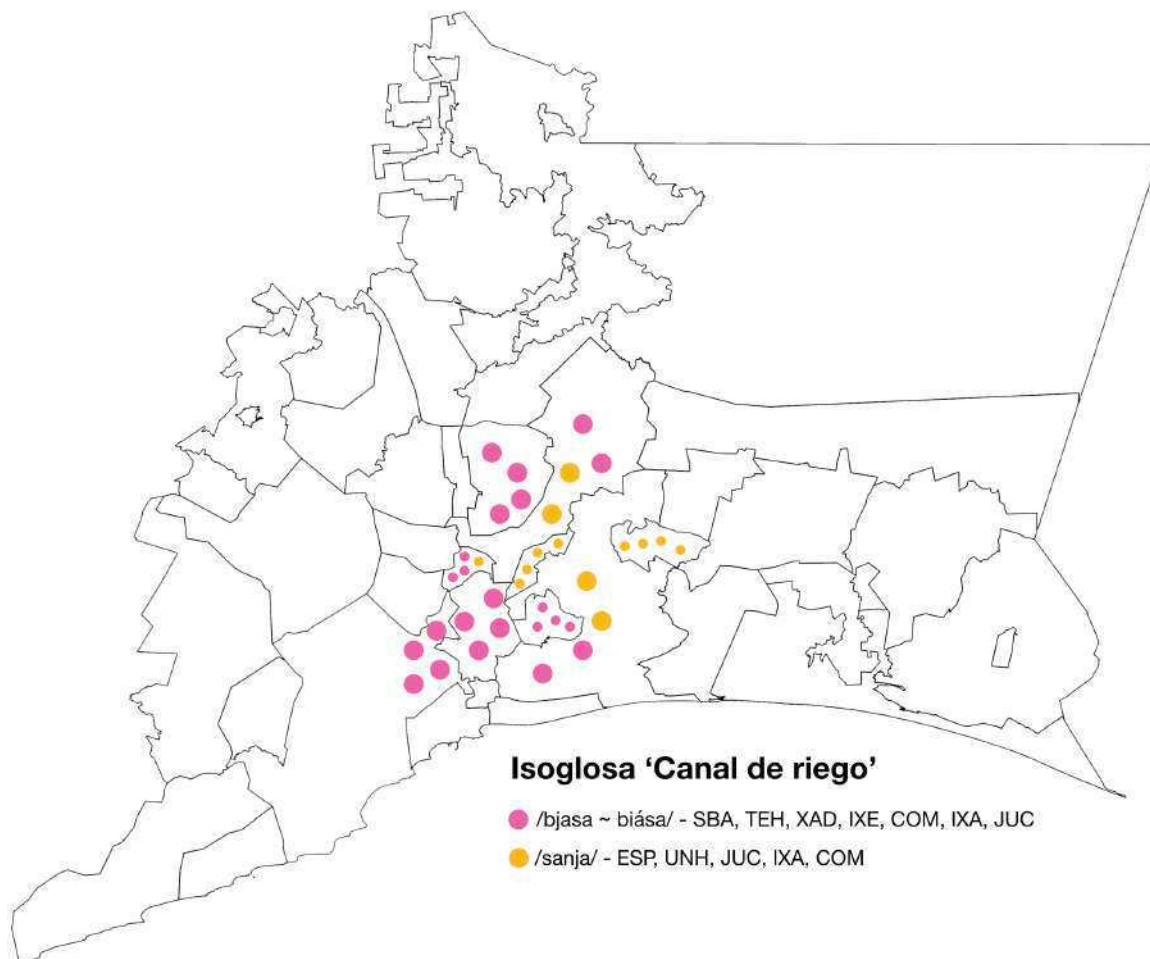 Isoglosa ‘Canal de riego’
/bjasa ~ biása/ - SBA, TEH, XAD, IXE, COM, IXA, JUC
/sanja/ - ESP, UNH, JUC, IXA, COM